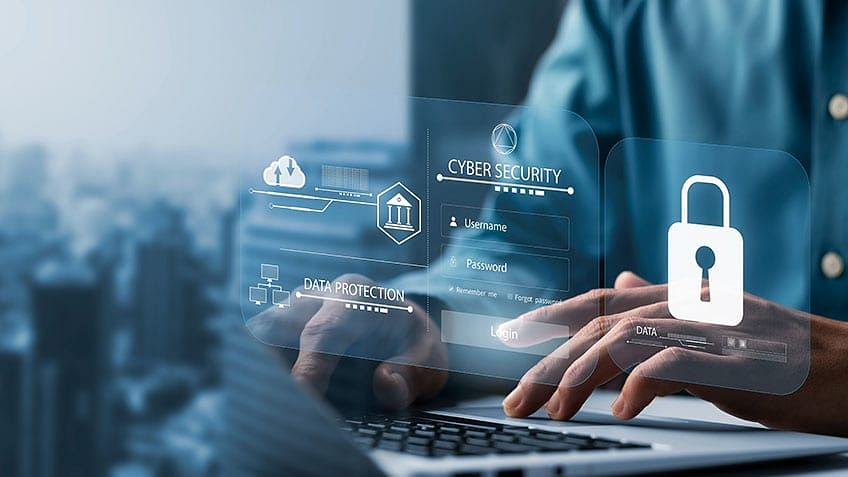 CYBER SECURITY
Username
Password
Remember me
Forgot password
Login
DATA PROTECTION
DATA